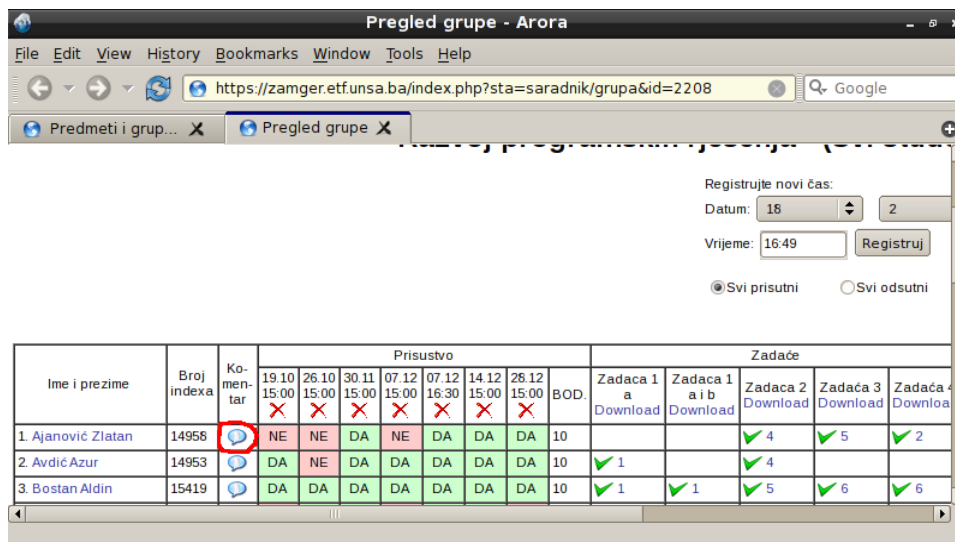 Pregled grupe - Arora
File Edit View History Bookmarks Window Tools Help
https://zamger.etf.unsa.ba/index.php?sta=saradnik/grupa&id=2208 Google
Predmeti i grup... Pregled grupe
Registrujte novi čas:
Datum: 18 2
Vrijeme: 16:49 Registruj
Svi prisutni Svi odsutni
Prisustvo Zadaće
Ime i prezime Broj indexa Ko-men-tar 19.10 15:00 26.10 15:00 30.11 15:00 07.12 15:00 07.12 16:30 14.12 15:00 28.12 15:00 BOD. Zadaca 1 a Download Zadaca 1 a i b Download Zadaća 2 Download Zadaća 3 Download Zadaća 4 Downloa
1. Ajanović Zlatan 14958 NE NE DA NE DA DA DA 10 4 5 2
2. Avdić Azur 14953 DA NE DA DA DA DA DA 10 1 4
3. Bostan Aldin 15419 DA DA DA DA DA DA DA 10 1 1 5 6 6